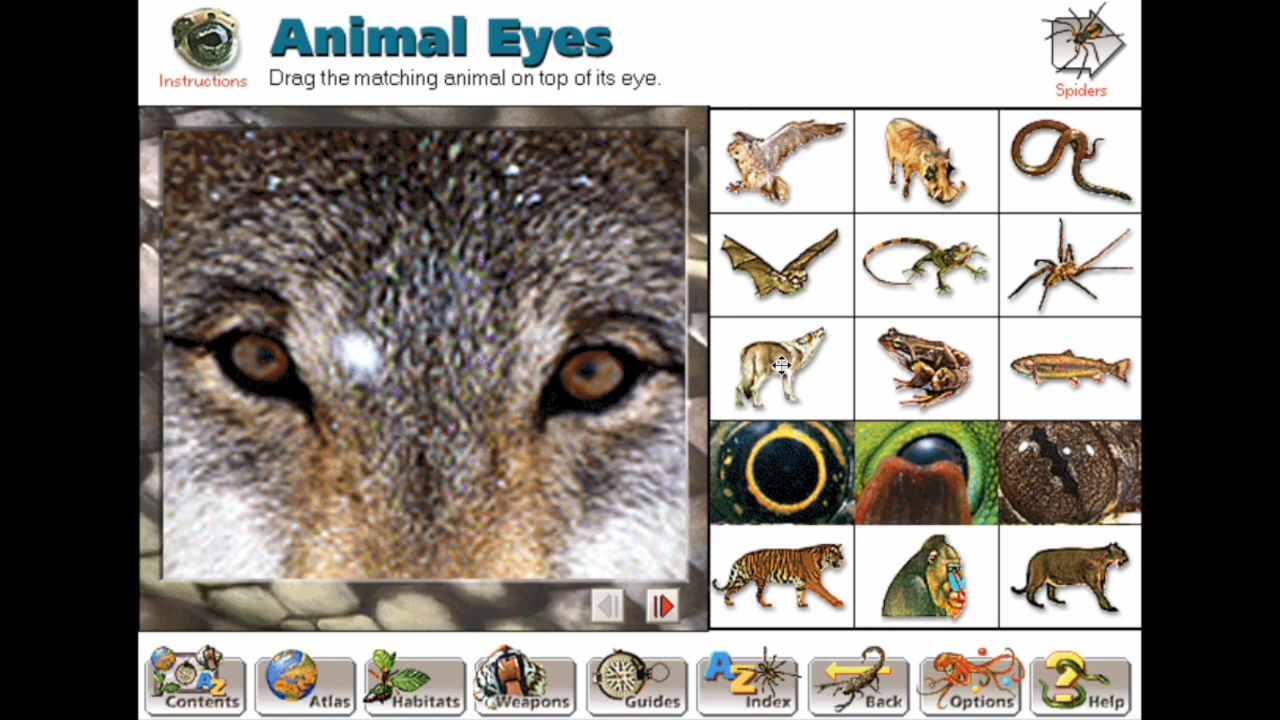 Animal Eyes
Instructions
Drag the matching animal on top of its eye.
Spiders
Contents
Atlas
Habitats
Weapons
Guides
AZ
Index
Back
Options
?
Help